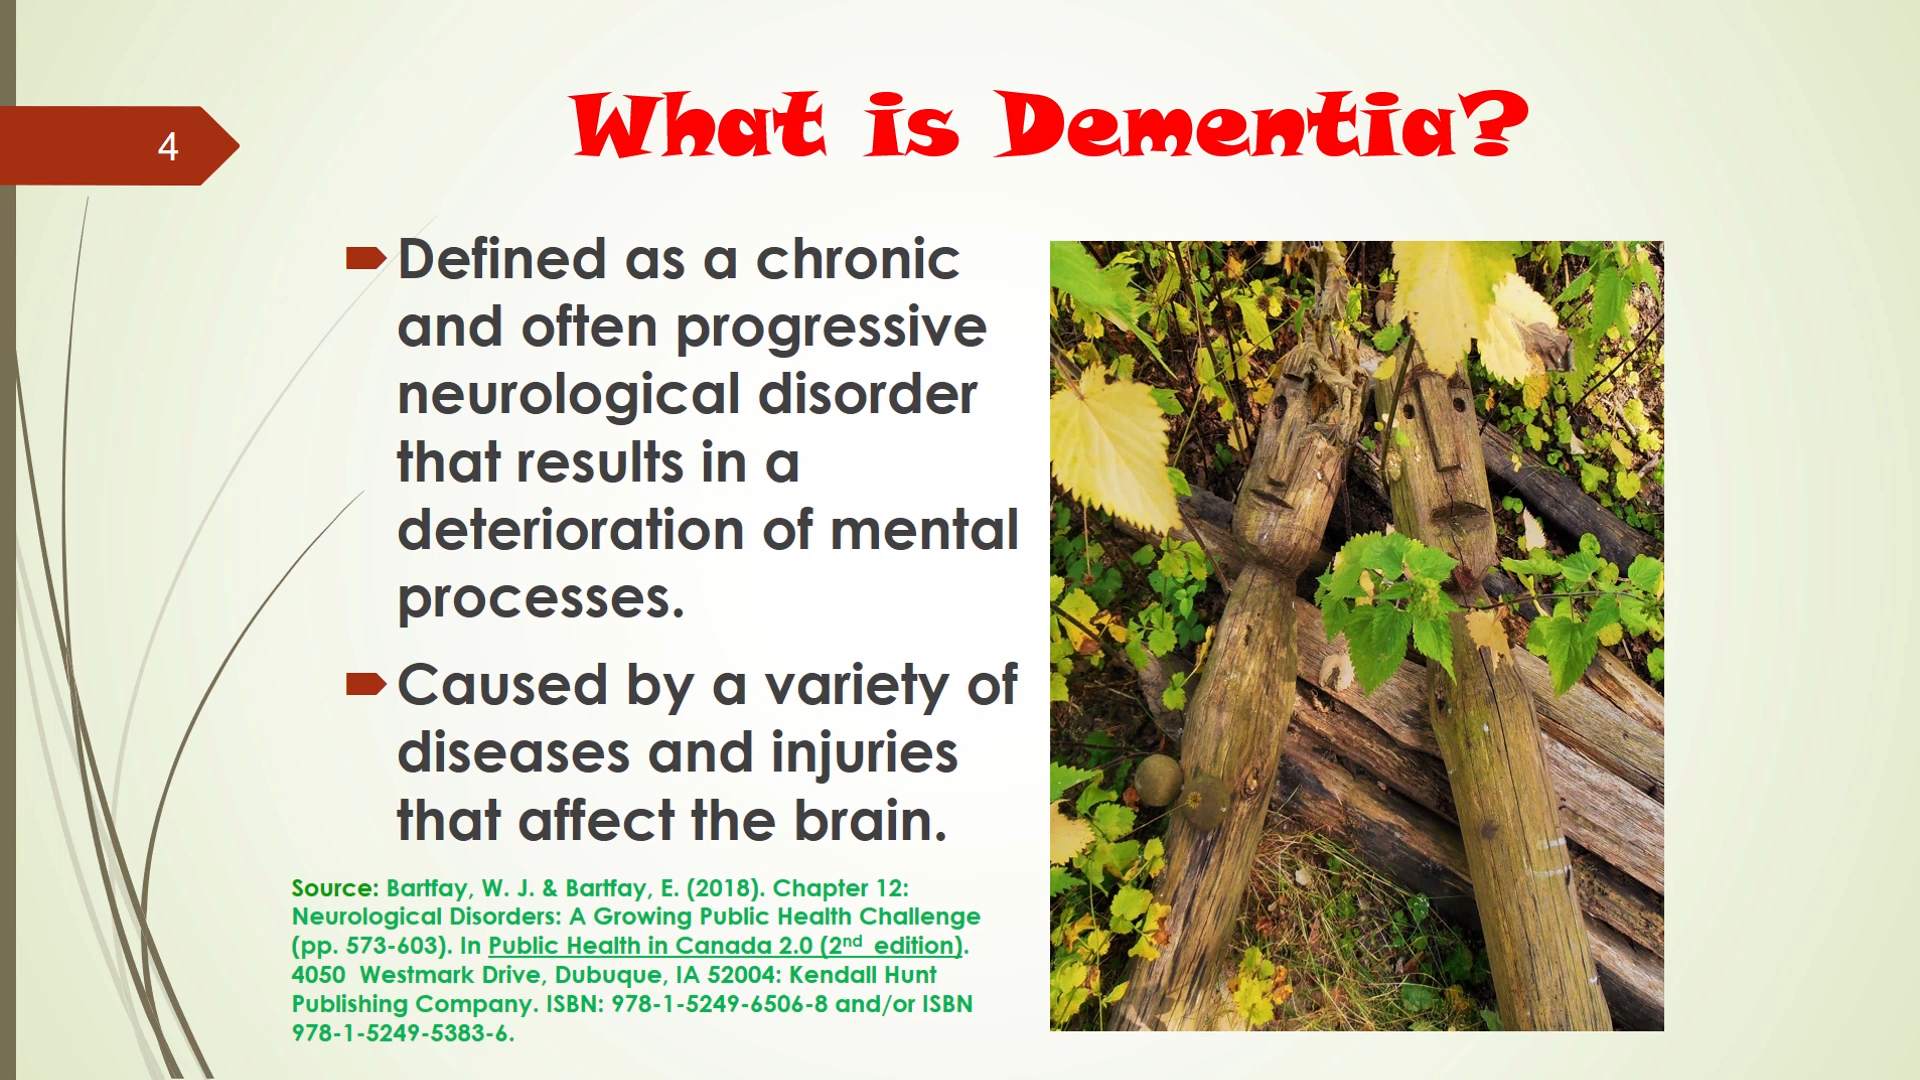 4
What is Dementia?
Defined as a chronic
and often progressive
neurological disorder
that results in a
deterioration of mental
processes.
Caused by a variety of
diseases and injuries
that affect the brain.
Source: Bartfay, W. J. & Bartfay, E. (2018). Chapter 12:
Neurological Disorders: A Growing Public Health Challenge
(pp. 573-603). In Public Health in Canada 2.0 (2nd edition).
4050 Westmark Drive, Dubuque, IA 52004: Kendall Hunt
Publishing Company. ISBN: 978-1-5249-6506-8 and/or ISBN
978-1-5249-5383-6.